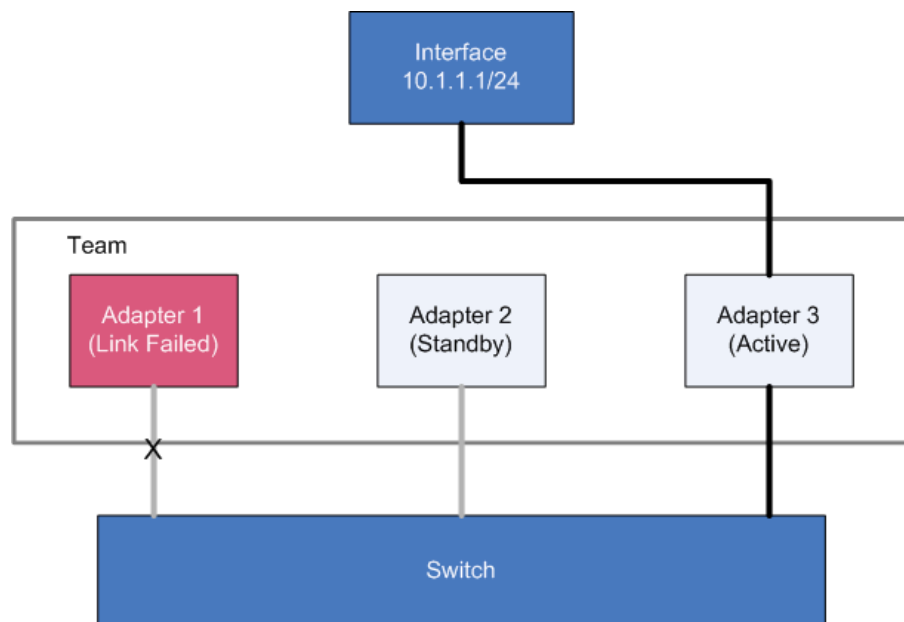 Interface
10.1.1.1/24
Team
Adapter 1
(Link Failed)
Adapter 2
(Standby)
Adapter 3
(Active)
X
Switch